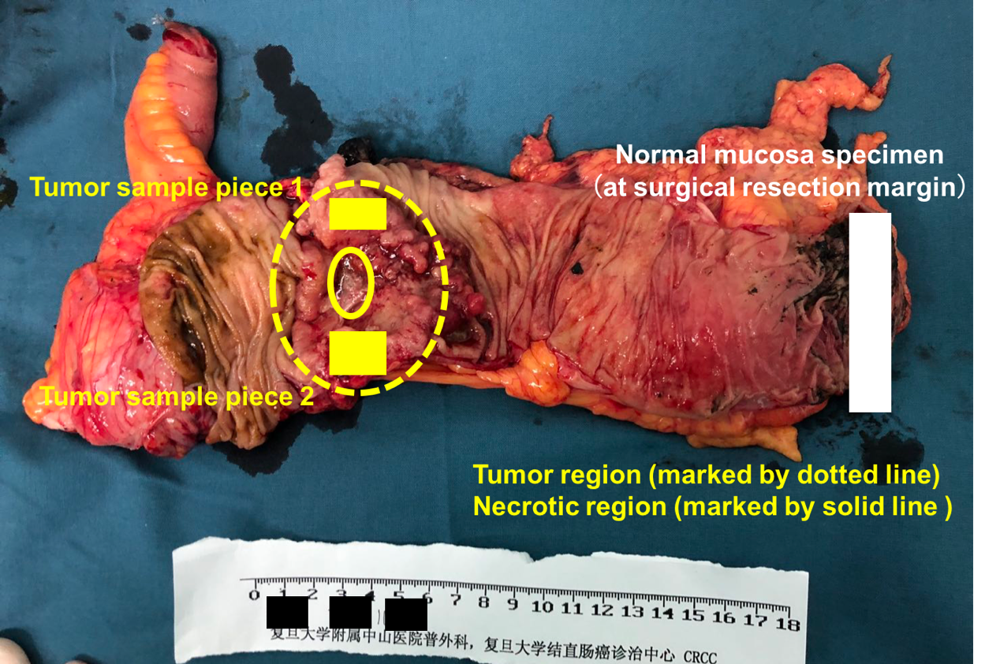 Normal mucosa specimen
（at surgical resection margin）
Tumor sample piece 1
Tumor sample piece 2
Tumor region (marked by dotted line)
Necrotic region (marked by solid line )
0 1 2 3 4 5 6 7 8 9 10 11 12 13 14 15 16 17 18
复旦大学附属中山医院普外科，复旦大学结直肠癌诊治中心 CRCC